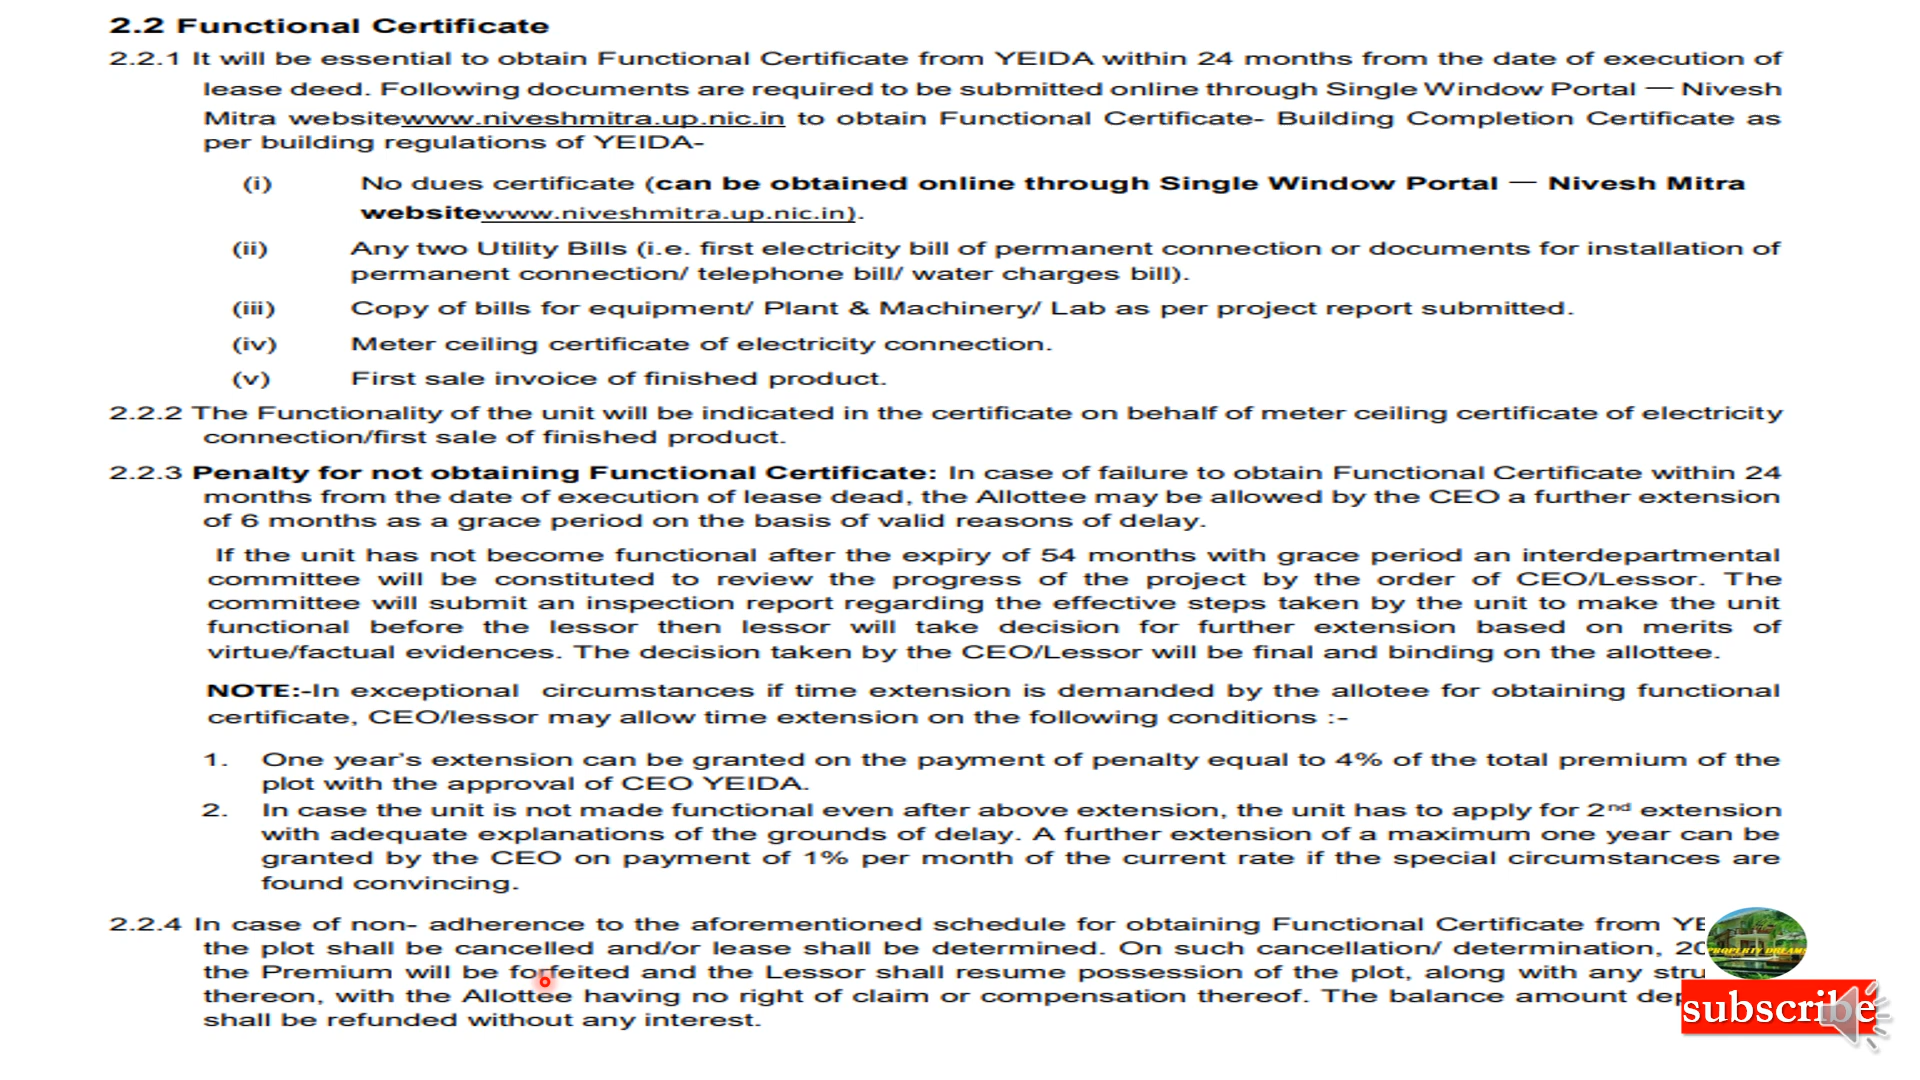 2.2 Functional Certificate
2.2.1 It will be essential to obtain Functional Certificate from YEIDA within 24 months from the date of execution of
lease deed. Following documents are required to be submitted online through Single Window Portal — Nivesh
Mitra websitewww.niveshmitra.up.nic.in to obtain Functional Certificate- Building Completion Certificate as
per building regulations of YEIDA-
(i) No dues certificate (can be obtained online through Single Window Portal — Nivesh Mitra
websitewww.niveshmitra.up.nic.in).
(ii) Any two Utility Bills (i.e. first electricity bill of permanent connection or documents for installation of
permanent connection/ telephone bill/ water charges bill).
(iii) Copy of bills for equipment/ Plant & Machinery/ Lab as per project report submitted.
(iv) Meter ceiling certificate of electricity connection.
(v) First sale invoice of finished product.
2.2.2 The Functionality of the unit will be indicated in the certificate on behalf of meter ceiling certificate of electricity
connection/first sale of finished product.
2.2.3 Penalty for not obtaining Functional Certificate: In case of failure to obtain Functional Certificate within 24
months from the date of execution of lease dead, the Allottee may be allowed by the CEO a further extension
of 6 months as a grace period on the basis of valid reasons of delay.
If the unit has not become functional after the expiry of 54 months with grace period an interdepartmental
committee will be constituted to review the progress of the project by the order of CEO/Lessor. The
committee will submit an inspection report regarding the effective steps taken by the unit to make the unit
functional before the lessor then lessor will take decision for further extension based on merits of
virtue/factual evidences. The decision taken by the CEO/Lessor will be final and binding on the allottee.
NOTE:-In exceptional circumstances if time extension is demanded by the allotee for obtaining functional
certificate, CEO/lessor may allow time extension on the following conditions :-
1. One year's extension can be granted on the payment of penalty equal to 4% of the total premium of the
plot with the approval of CEO YEIDA.
2. In case the unit is not made functional even after above extension, the unit has to apply for 2nd extension
with adequate explanations of the grounds of delay. A further extension of a maximum one year can be
granted by the CEO on payment of 1% per month of the current rate if the special circumstances are
found convincing.
2.2.4 In case of non- adherence to the aforementioned schedule for obtaining Functional Certificate from
the plot shall be cancelled and/or lease shall be determined. On such cancellation/ determination,
the Premium will be forfeited and the Lessor shall resume possession of the plot, along with any
thereon, with the Allottee having no right of claim or compensation thereof. The balance amount
shall be refunded without any interest.
PROPERTY DREAMS
subscribe